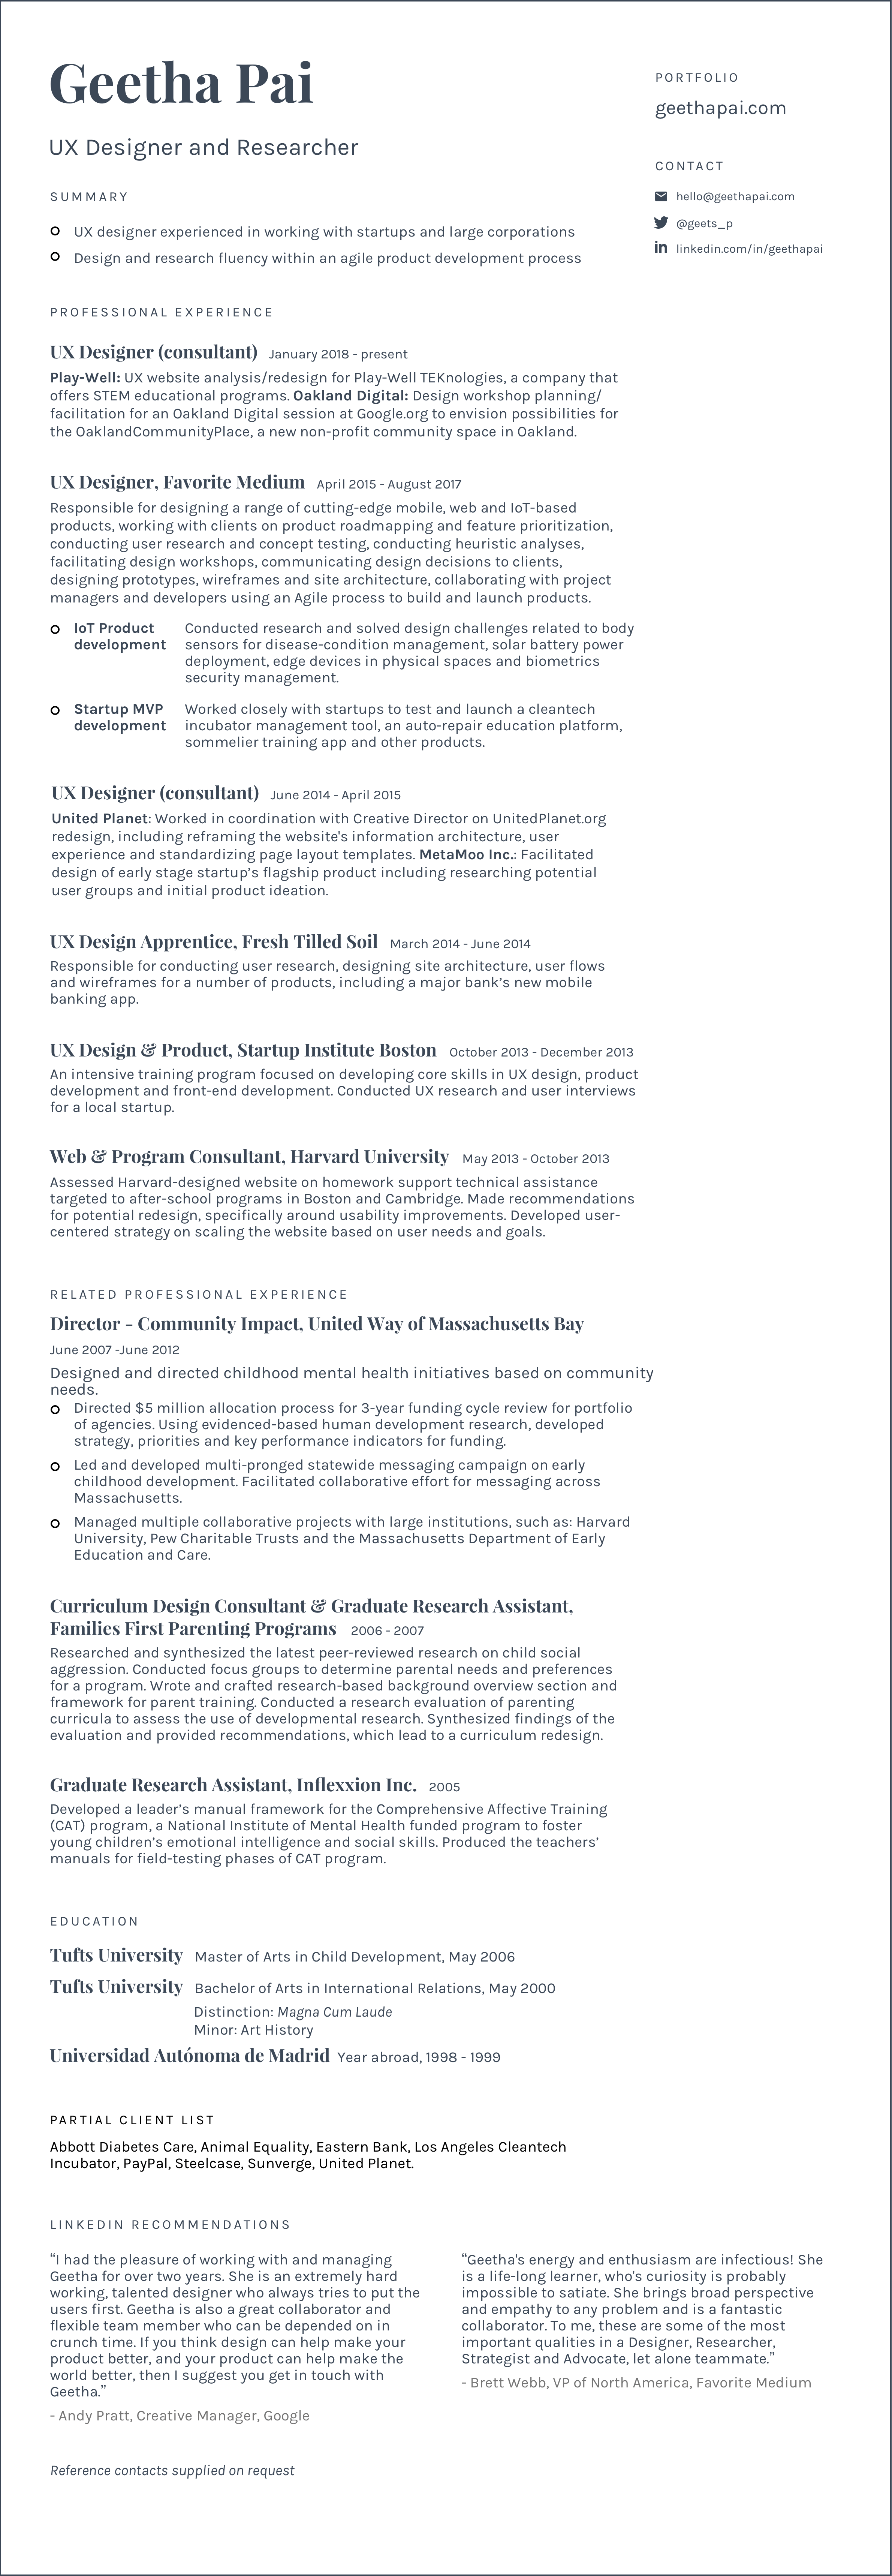 Geetha Pai
UX Designer and Researcher
PORTFOLIO
geethapai.com
CONTACT
hello@geethapai.com
@geets_p
linkedin.com/in/geethapai
SUMMARY
UX designer experienced in working with startups and large corporations
Design and research fluency within an agile product development process
PROFESSIONAL EXPERIENCE
UX Designer (consultant) January 2018 - present
Play-Well: UX website analysis/redesign for Play-Well TEKnologies, a company that
offers STEM educational programs. Oakland Digital: Design workshop planning/
facilitation for an Oakland Digital session at Google.org to envision possibilities for
the OaklandCommunityPlace, a new non-profit community space in Oakland.
UX Designer, Favorite Medium April 2015 - August 2017
Responsible for designing a range of cutting-edge mobile, web and IoT-based
products, working with clients on product roadmapping and feature prioritization,
conducting user research and concept testing, conducting heuristic analyses,
facilitating design workshops, communicating design decisions to clients,
designing prototypes, wireframes and site architecture, collaborating with project
managers and developers using an Agile process to build and launch products.
IoT Product
development
Conducted research and solved design challenges related to body
sensors for disease-condition management, solar battery power
deployment, edge devices in physical spaces and biometrics
security management.
Startup MVP
development
Worked closely with startups to test and launch a cleantech
incubator management tool, an auto-repair education platform,
sommelier training app and other products.
UX Designer (consultant) June 2014 - April 2015
United Planet: Worked in coordination with Creative Director on UnitedPlanet.org
redesign, including reframing the website's information architecture, user
experience and standardizing page layout templates. MetaMoo Inc.: Facilitated
design of early stage startup’s flagship product including researching potential
user groups and initial product ideation.
UX Design Apprentice, Fresh Tilled Soil March 2014 - June 2014
Responsible for conducting user research, designing site architecture, user flows
and wireframes for a number of products, including a major bank’s new mobile
banking app.
UX Design & Product, Startup Institute Boston October 2013 - December 2013
An intensive training program focused on developing core skills in UX design, product
development and front-end development. Conducted UX research and user interviews
for a local startup.
Web & Program Consultant, Harvard University May 2013 - October 2013
Assessed Harvard-designed website on homework support technical assistance
targeted to after-school programs in Boston and Cambridge. Made recommendations
for potential redesign, specifically around usability improvements. Developed user-
centered strategy on scaling the website based on user needs and goals.
RELATED PROFESSIONAL EXPERIENCE
Director - Community Impact, United Way of Massachusetts Bay
June 2007 -June 2012
Designed and directed childhood mental health initiatives based on community
needs.
Directed $5 million allocation process for 3-year funding cycle review for portfolio
of agencies. Using evidenced-based human development research, developed
strategy, priorities and key performance indicators for funding.
Led and developed multi-pronged statewide messaging campaign on early
childhood development. Facilitated collaborative effort for messaging across
Massachusetts.
Managed multiple collaborative projects with large institutions, such as: Harvard
University, Pew Charitable Trusts and the Massachusetts Department of Early
Education and Care.
Curriculum Design Consultant & Graduate Research Assistant,
Families First Parenting Programs 2006 - 2007
Researched and synthesized the latest peer-reviewed research on child social
aggression. Conducted focus groups to determine parental needs and preferences
for a program. Wrote and crafted research-based background overview section and
framework for parent training. Conducted a research evaluation of parenting
curricula to assess the use of developmental research. Synthesized findings of the
evaluation and provided recommendations, which lead to a curriculum redesign.
Graduate Research Assistant, Inflexxion Inc. 2005
Developed a leader’s manual framework for the Comprehensive Affective Training
(CAT) program, a National Institute of Mental Health funded program to foster
young children’s emotional intelligence and social skills. Produced the teachers’
manuals for field-testing phases of CAT program.
EDUCATION
Tufts University Master of Arts in Child Development, May 2006
Tufts University Bachelor of Arts in International Relations, May 2000
Distinction: Magna Cum Laude
Minor: Art History
Universidad Autónoma de Madrid Year abroad, 1998 - 1999
PARTIAL CLIENT LIST
Abbott Diabetes Care, Animal Equality, Eastern Bank, Los Angeles Cleantech
Incubator, PayPal, Steelcase, Sunverge, United Planet.
LINKEDIN RECOMMENDATIONS
“I had the pleasure of working with and managing
Geetha for over two years. She is an extremely hard
working, talented designer who always tries to put the
users first. Geetha is also a great collaborator and
flexible team member who can be depended on in
crunch time. If you think design can help make your
product better, and your product can help make the
world better, then I suggest you get in touch with
Geetha.”
- Andy Pratt, Creative Manager, Google
“Geetha's energy and enthusiasm are infectious! She
is a life-long learner, who's curiosity is probably
impossible to satiate. She brings broad perspective
and empathy to any problem and is a fantastic
collaborator. To me, these are some of the most
important qualities in a Designer, Researcher,
Strategist and Advocate, let alone teammate.”
- Brett Webb, VP of North America, Favorite Medium
Reference contacts supplied on request